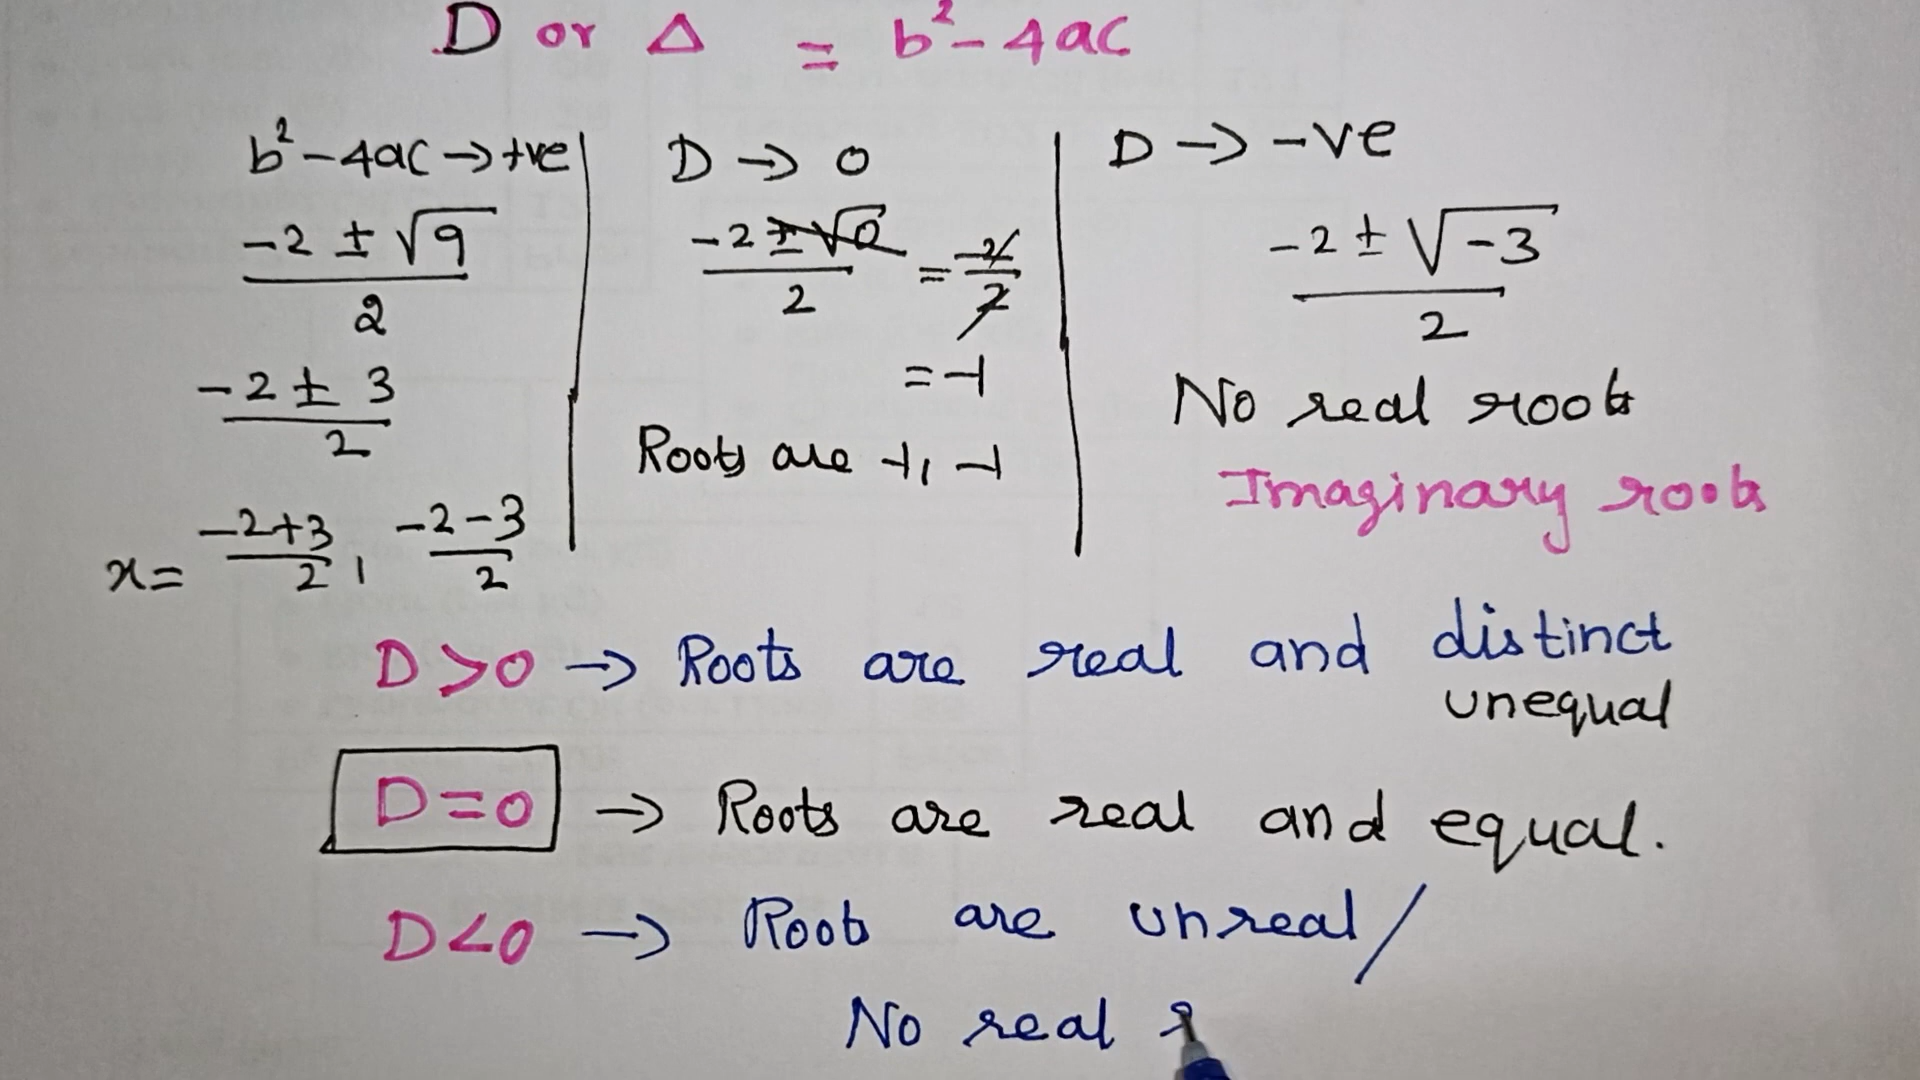 D or Δ = b² - 4ac
b² - 4ac → +ve
-2 ± √9 / 2
-2 ± 3 / 2
x = -2+3 / 2 , -2-3 / 2
D → 0
-2 ± √0 / 2 = -2 / 2
= -1
Roots are -1, -1
D → -ve
-2 ± √-3 / 2
No real roots
Imaginary roots
D > 0 → Roots are real and distinct
unequal
D = 0 → Roots are real and equal.
D < 0 → Roots are unreal /
No real